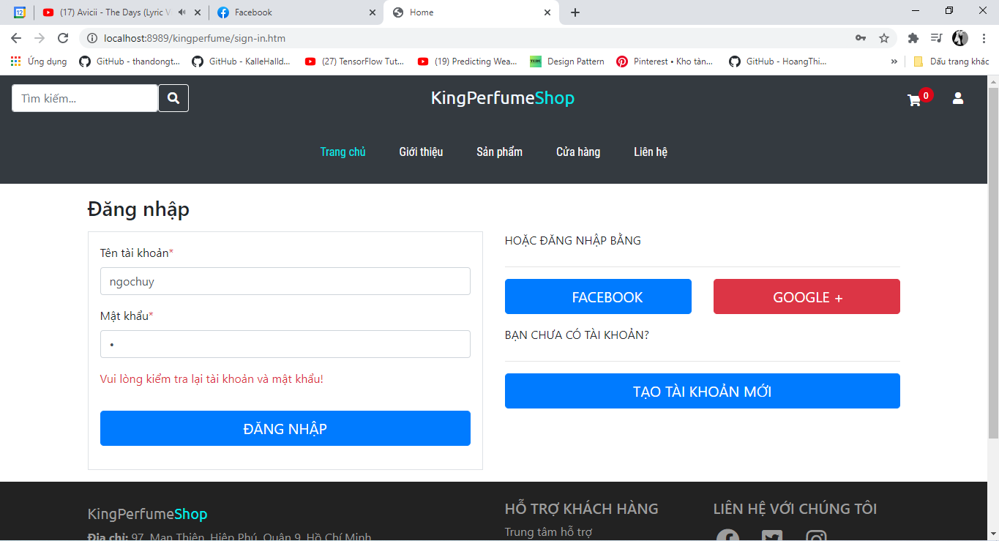 12
(17) Avicii - The Days (Lyric V
Facebook
Home
localhost:8989/kingperfume/sign-in.htm
Ứng dụng
GitHub - thandongt...
GitHub - KalleHalld...
(27) TensorFlow Tut...
(19) Predicting Wea...
Design Pattern
Pinterest • Kho tàn...
GitHub - HoangThi...
»
Dấu trang khác
Tìm kiếm...
KingPerfumeShop
0
Trang chủ
Giới thiệu
Sản phẩm
Cửa hàng
Liên hệ
Đăng nhập
Tên tài khoản*
ngochuy
Mật khẩu*
•
Vui lòng kiểm tra lại tài khoản và mật khẩu!
ĐĂNG NHẬP
HOẶC ĐĂNG NHẬP BẰNG
FACEBOOK
GOOGLE +
BẠN CHƯA CÓ TÀI KHOẢN?
TẠO TÀI KHOẢN MỚI
KingPerfumeShop
Địa chỉ: 97, Man Thiện, Hiệp Phú, Quận 9, Hồ Chí Minh
HỖ TRỢ KHÁCH HÀNG
Trung tâm hỗ trợ
LIÊN HỆ VỚI CHÚNG TÔI